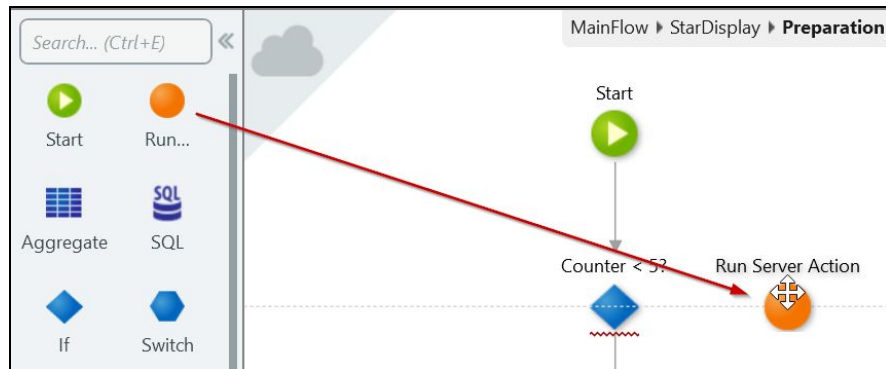 Search... (Ctrl+E)
MainFlow StarDisplay Preparation
Start
Run...
Aggregate
SQL
SQL
If
Switch
Start
Counter < 5?
Run Server Action